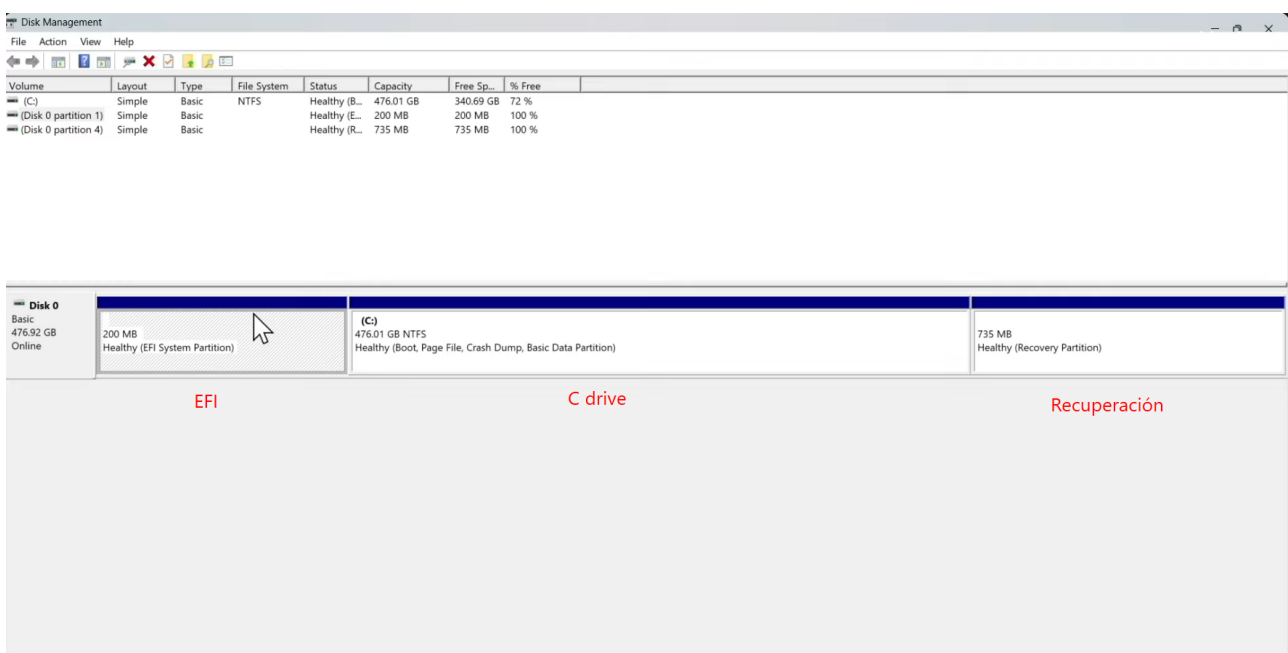 Disk Management
File Action View Help
Volume Layout Type File System Status Capacity Free Sp... % Free
(C:) Simple Basic NTFS Healthy (B... 476.01 GB 340.69 GB 72 %
(Disk 0 partition 1) Simple Basic Healthy (E... 200 MB 200 MB 100 %
(Disk 0 partition 4) Simple Basic Healthy (R... 735 MB 735 MB 100 %
Disk 0
Basic
476.92 GB
Online
200 MB
Healthy (EFI System Partition)
(C:)
476.01 GB NTFS
Healthy (Boot, Page File, Crash Dump, Basic Data Partition)
735 MB
Healthy (Recovery Partition)
EFI
C drive
Recuperación